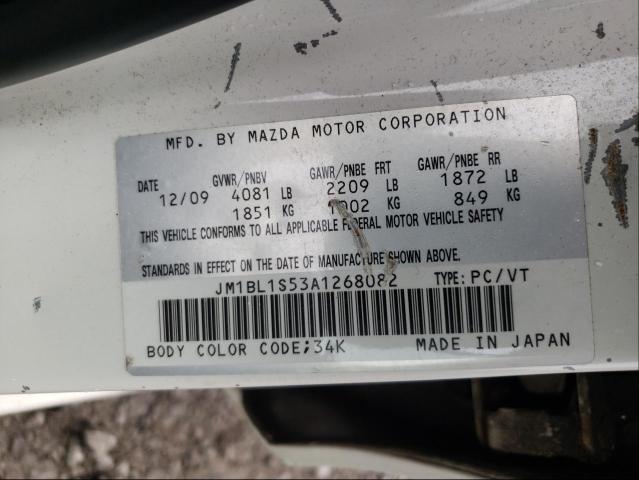 MFD. BY MAZDA MOTOR CORPORATION
DATE GVWR/PNBV GAWR/PNBE FRT GAWR/PNBE RR
12/09 4081 LB 2209 LB 1872 LB
1851 KG 1002 KG 849 KG
THIS VEHICLE CONFORMS TO ALL APPLICABLE FEDERAL MOTOR VEHICLE SAFETY
STANDARDS IN EFFECT ON THE DATE OF MANUFACTURE SHOWN ABOVE.
JM1BL1S53A1268082 TYPE: PC/VT
BODY COLOR CODE;34K MADE IN JAPAN